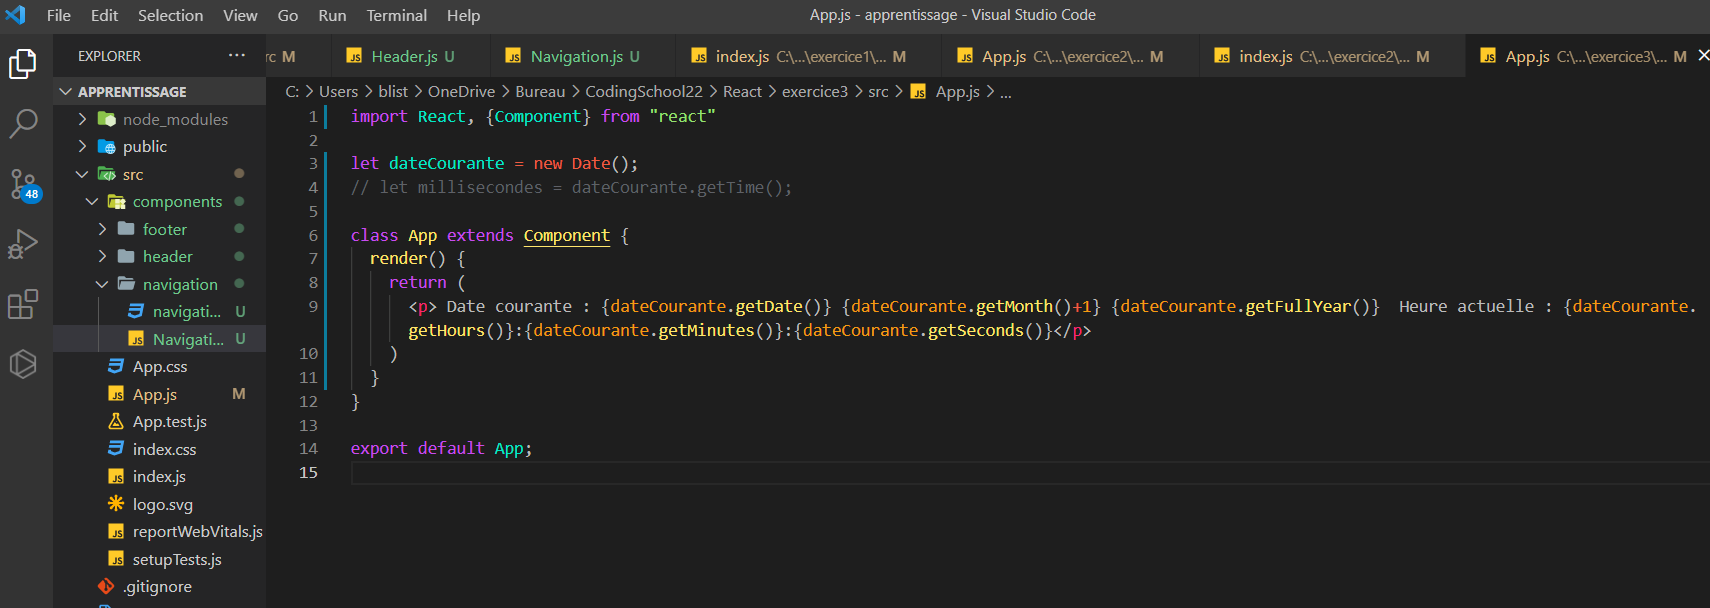 File Edit Selection View Go Run Terminal Help App.js - apprentissage - Visual Studio Code
EXPLORER ··· rc M Header.js U Navigation.js U index.js C:\...\exercice1\... M App.js C:\...\exercice2\... M index.js C:\...\exercice2\... M App.js C:\...\exercice3\... M
C: > Users > blist > OneDrive > Bureau > CodingSchool22 > React > exercice3 > src > App.js > ...
APPRENTISSAGE
node_modules
public
src
components
footer
header
navigation
navigati... U
Navigati... U
App.css
App.js M
App.test.js
index.css
index.js
logo.svg
reportWebVitals.js
setupTests.js
.gitignore
48
1 import React, {Component} from "react"
2
3 let dateCourante = new Date();
4 // let millisecondes = dateCourante.getTime();
5
6 class App extends Component {
7 render() {
8 return (
9 <p> Date courante : {dateCourante.getDate()} {dateCourante.getMonth()+1} {dateCourante.getFullYear()}  Heure actuelle : {dateCourante.
getHours()}:{dateCourante.getMinutes()}:{dateCourante.getSeconds()}</p>
10 )
11 }
12 }
13
14 export default App;
15